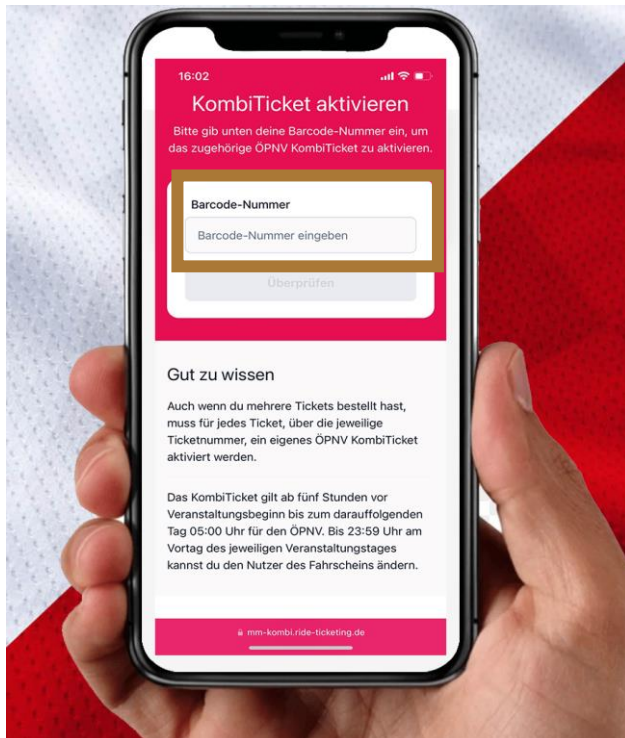 16:02
KombiTicket aktivieren
Bitte gib unten deine Barcode-Nummer ein, um
das zugehörige ÖPNV KombiTicket zu aktivieren.
Barcode-Nummer
Barcode-Nummer eingeben
Überprüfen
Gut zu wissen
Auch wenn du mehrere Tickets bestellt hast,
muss für jedes Ticket, über die jeweilige
Ticketnummer, ein eigenes ÖPNV KombiTicket
aktiviert werden.
Das KombiTicket gilt ab fünf Stunden vor
Veranstaltungsbeginn bis zum darauffolgenden
Tag 05:00 Uhr für den ÖPNV. Bis 23:59 Uhr am
Vortag des jeweiligen Veranstaltungstages
kannst du den Nutzer des Fahrscheins ändern.
mm-kombi.ride-ticketing.de